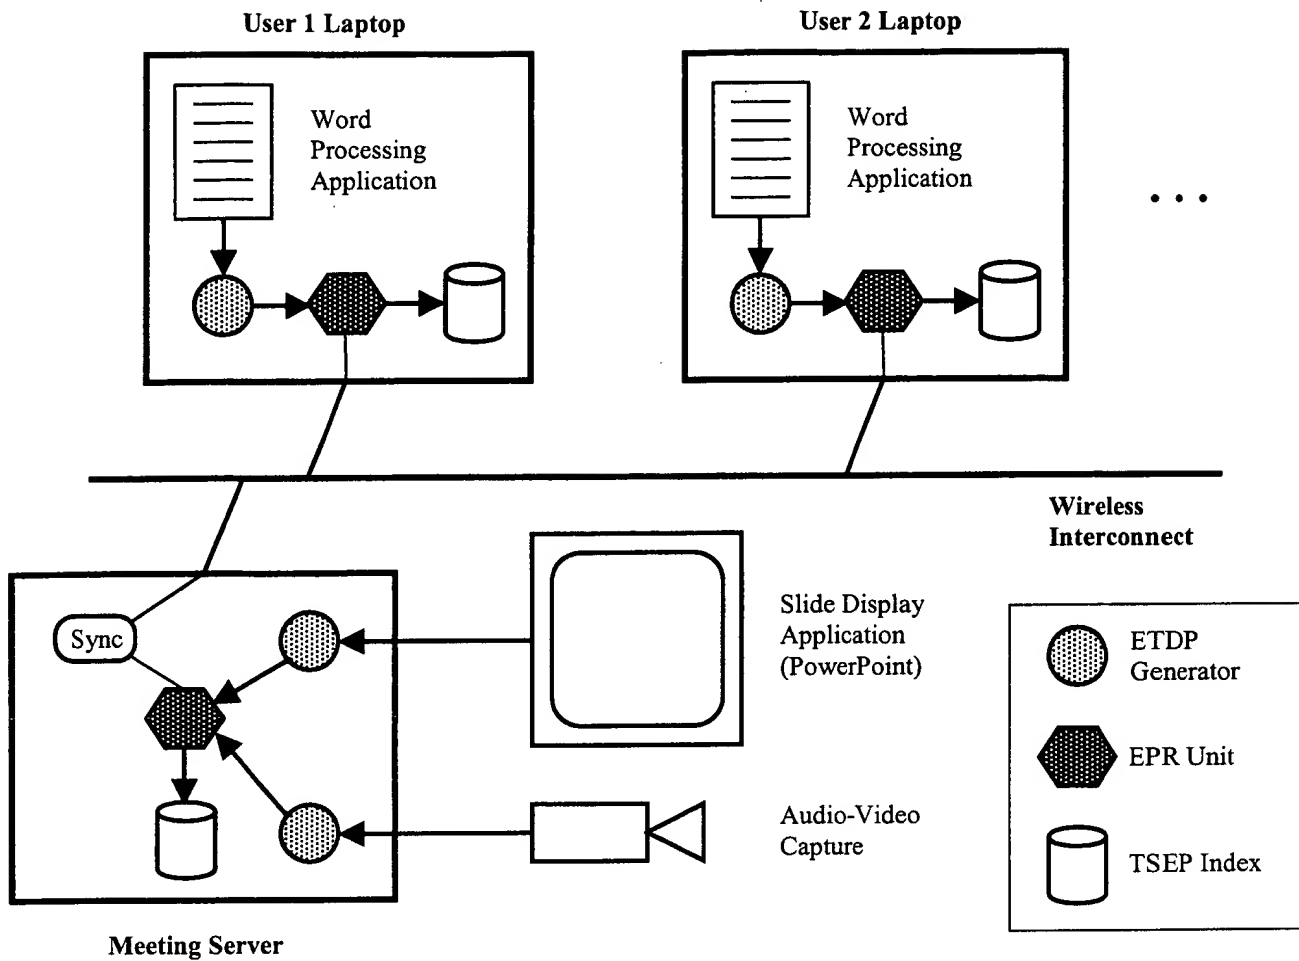 User 1 Laptop
User 2 Laptop
Word
Processing
Application
Word
Processing
Application
. . .
Wireless
Interconnect
Sync
Slide Display
Application
(PowerPoint)
Audio-Video
Capture
Meeting Server
ETDP
Generator
EPR Unit
TSEP Index